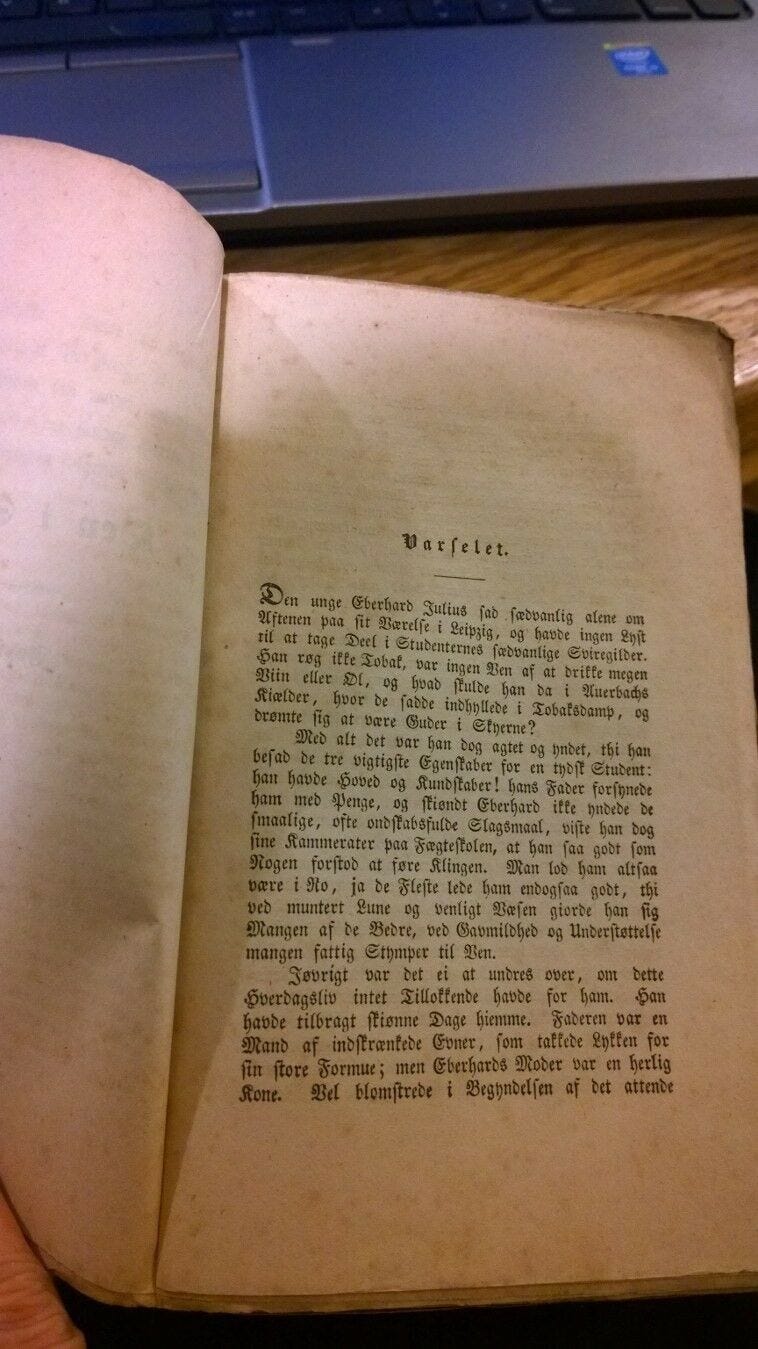 Varselet.
Den unge Eberhard Julius sad sædvanlig alene om
Aftenen paa sit Værelse i Leipzig, og havde ingen Lyst
til at tage Deel i Studenternes sædvanlige Sviregilder.
Han røg ikke Tobak, var ingen Ven af at drikke megen
Viin eller Øl, og hvad skulde han da i Auerbachs
Kiælder, hvor de sadde indhyllede i Tobaksdamp, og
drømte sig at være Guder i Skyerne?
Med alt det var han dog agtet og yndet, thi han
besad de tre vigtigste Egenskaber for en tydsk Student:
han havde Hoved og Kundskaber! hans Fader forsynede
ham med Penge, og skiøndt Eberhard ikke yndede de
smaalige, ofte ondskabsfulde Slagsmaal, viste han dog
sine Kammerater paa Fægteskolen, at han saa godt som
Nogen forstod at føre Klingen. Man lod ham altsaa
være i Ro, ja de Fleste lede ham endogsaa godt, thi
ved muntert Lune og venligt Væsen giorde han sig
Mangen af de Bedre, ved Gavmildhed og Understøttelse
mangen fattig Stymper til Ven.
Iøvrigt var det ei at undres over, om dette
Hverdagsliv intet Tillokkende havde for ham. Han
havde tilbragt skiønne Dage hiemme. Faderen var en
Mand af indskrænkede Evner, som takkede Lykken for
sin store Formue; men Eberhards Moder var en herlig
Kone. Vel blomstrede i Begyndelsen af det attende